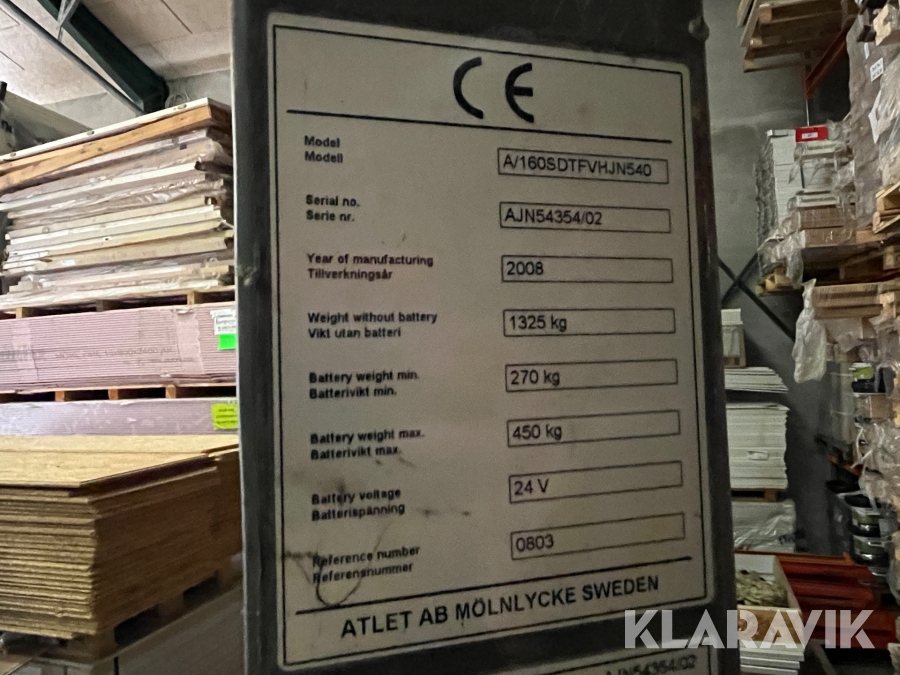 CE
Model
Modell
A/160SDTFVHJN540
Serial no.
Serie nr.
AJN54354/02
Year of manufacturing
Tillverkningsår
2008
Weight without battery
Vikt utan batteri
1325 kg
Battery weight min.
Batterivikt min.
270 kg
Battery weight max.
Batterivikt max.
450 kg
Battery voltage
Batterispänning
24 V
Reference number
Referensnummer
0803
ATLET AB MÖLNLYCKE SWEDEN
KLARAVIK
AJN54354/02